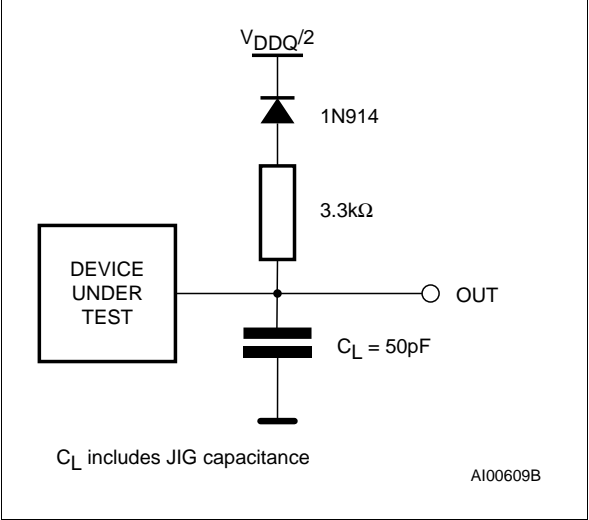 VDDQ/2
1N914
3.3kΩ
DEVICE
UNDER
TEST
OUT
CL = 50pF
CL includes JIG capacitance
AI00609B